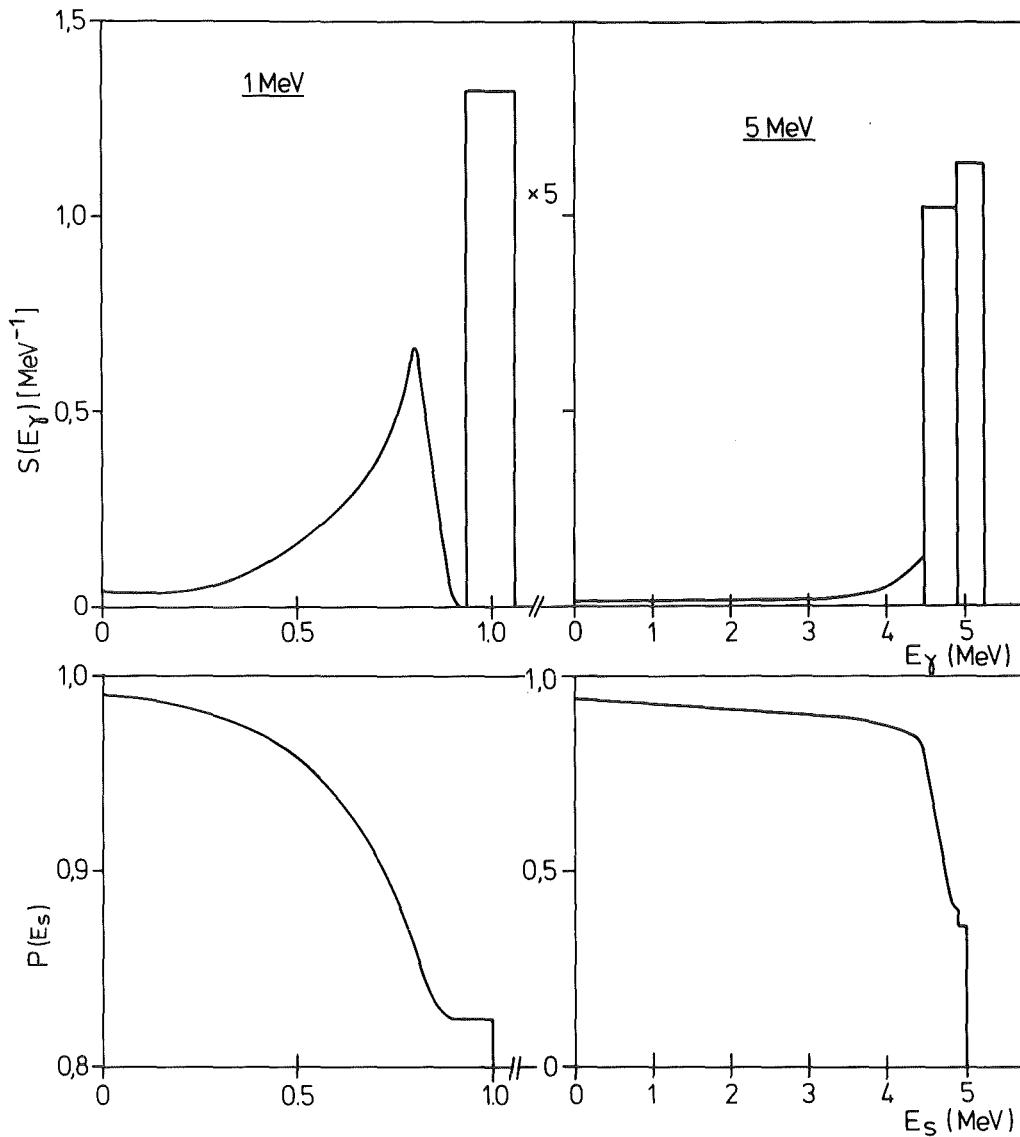 1,5
1 MeV
5 MeV
×5
1,0
S(Eγ) [MeV⁻¹]
0,5
0
0 0.5 1.0 // 0 1 2 3 4 5
Eγ (MeV)
1,0 1,0
0,9 0,5
P(Es)
0,8 0
0 0.5 1.0 // 0 1 2 3 4 5
Es (MeV)